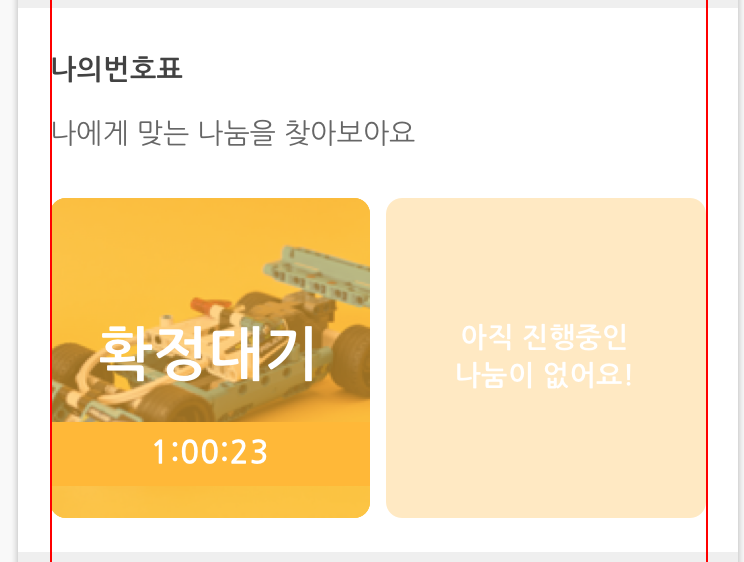 나의번호표
나에게 맞는 나눔을 찾아보아요
확정대기
1:00:23
아직 진행중인
나눔이 없어요!